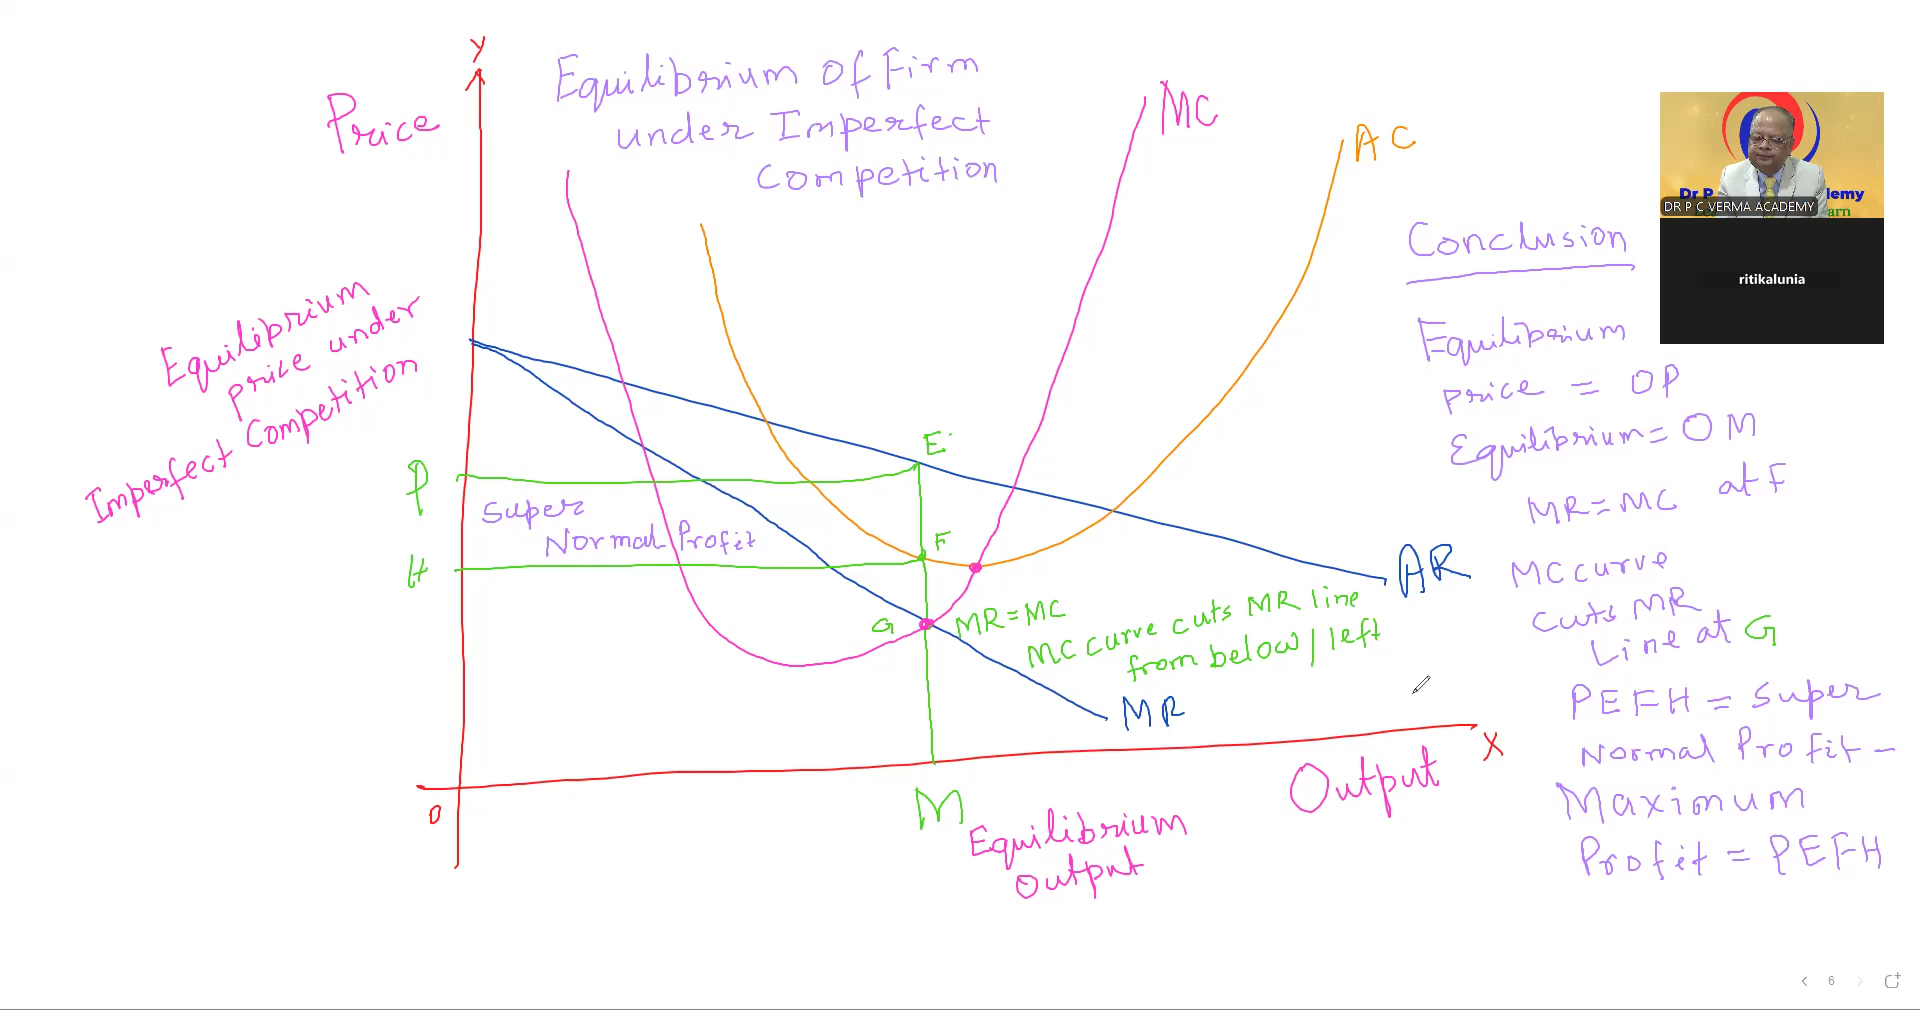 Y
Price
Equilibrium Of Firm
under Imperfect
Competition
MC
AC
Equilibrium
price under
Imperfect Competition
P
Super
Normal Profit
H
E
F
G
MR=MC
MC curve cuts MR line
from below/left
AR
MR
X
O
M
Equilibrium
output
Output
DR P C VERMA ACADEMY
ritikalunia
Conclusion
Equilibrium
Price = OP
Equilibrium = OM
MR=MC at F
MC curve
cuts MR
Line at G
PEFH = Super
Normal Profit -
Maximum
Profit = PEFH
6